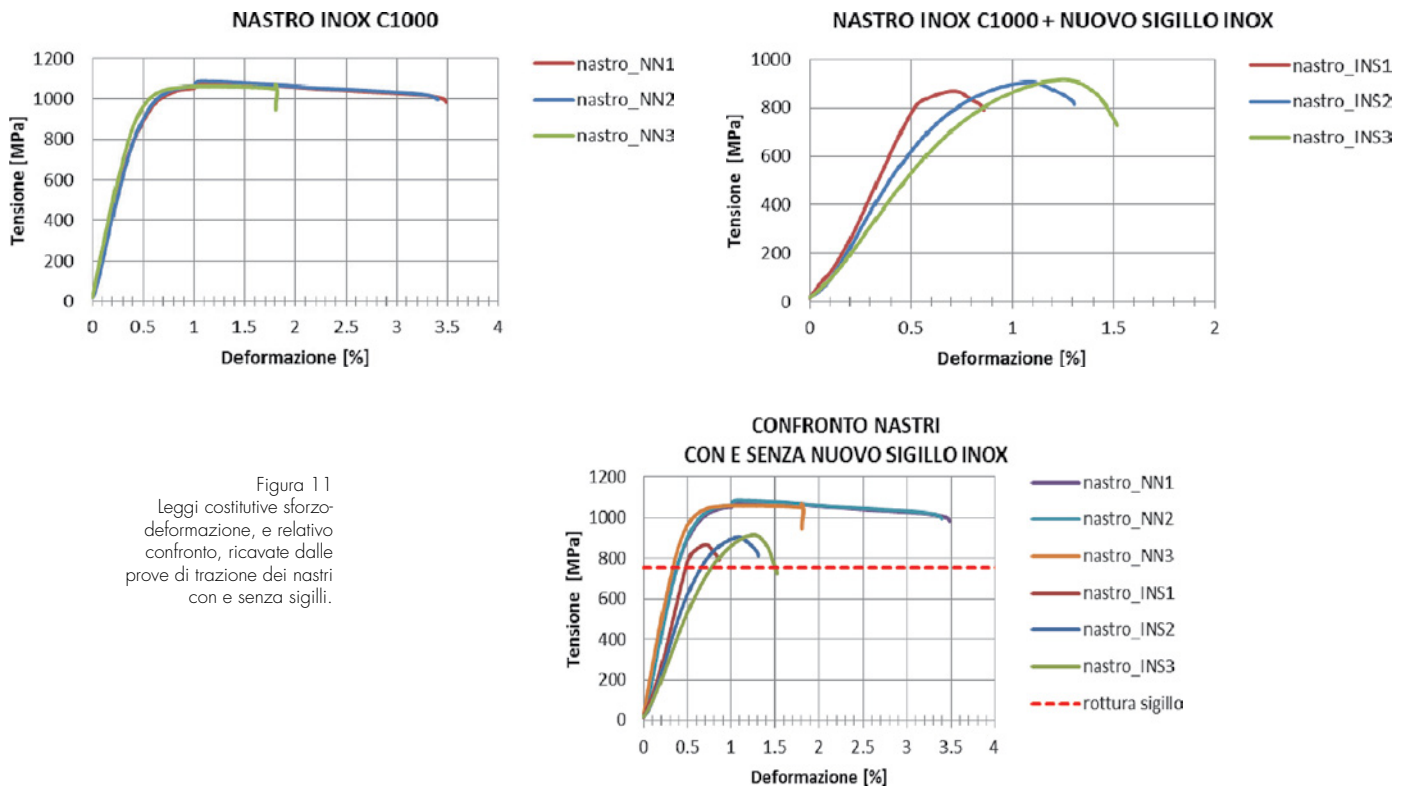 NASTRO INOX C1000
1200
1000
800
600
400
200
0
Tensione [MPa]
0 0.5 1 1.5 2 2.5 3 3.5 4
Deformazione [%]
nastro_NN1
nastro_NN2
nastro_NN3
NASTRO INOX C1000 + NUOVO SIGILLO INOX
1000
800
600
400
200
0
Tensione [MPa]
0 0.5 1 1.5 2
Deformazione [%]
nastro_INS1
nastro_INS2
nastro_INS3
Figura 11
Leggi costitutive sforzo-
deformazione, e relativo
confronto, ricavate dalle
prove di trazione dei nastri
con e senza sigilli.
CONFRONTO NASTRI
CON E SENZA NUOVO SIGILLO INOX
1200
1000
800
600
400
200
0
Tensione [MPa]
0 0.5 1 1.5 2 2.5 3 3.5 4
Deformazione [%]
nastro_NN1
nastro_NN2
nastro_NN3
nastro_INS1
nastro_INS2
nastro_INS3
rottura sigillo